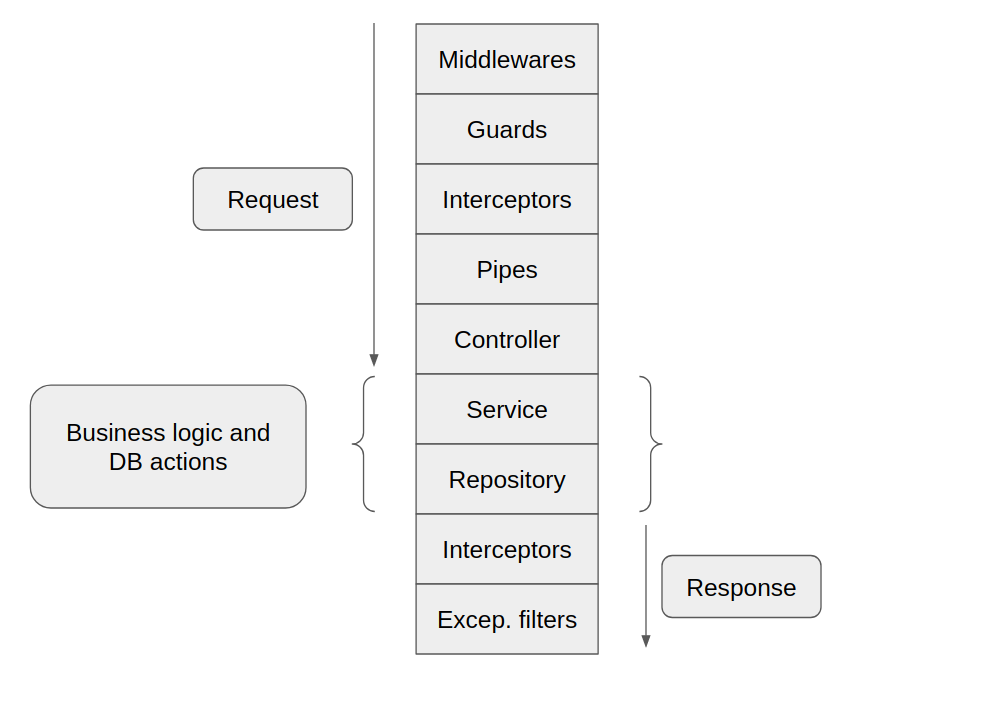 Middlewares
Guards
Request
Interceptors
Pipes
Controller
Service
Business logic and
DB actions
Repository
Interceptors
Response
Excep. filters